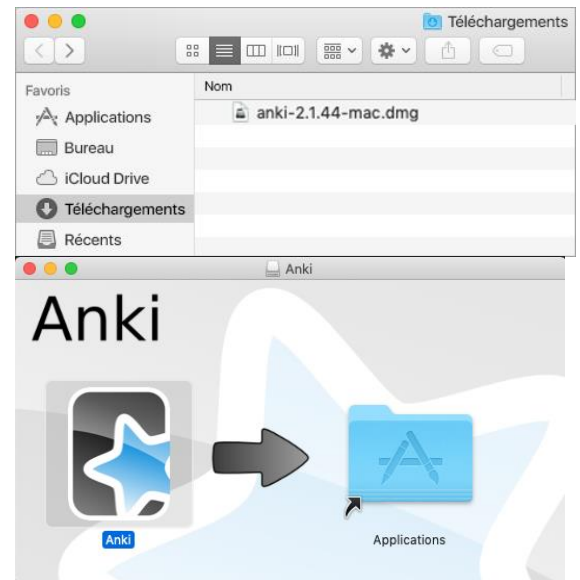 Téléchargements
Favoris
Nom
Applications
anki-2.1.44-mac.dmg
Bureau
iCloud Drive
Téléchargements
Récents
Anki
Anki
Anki
Applications